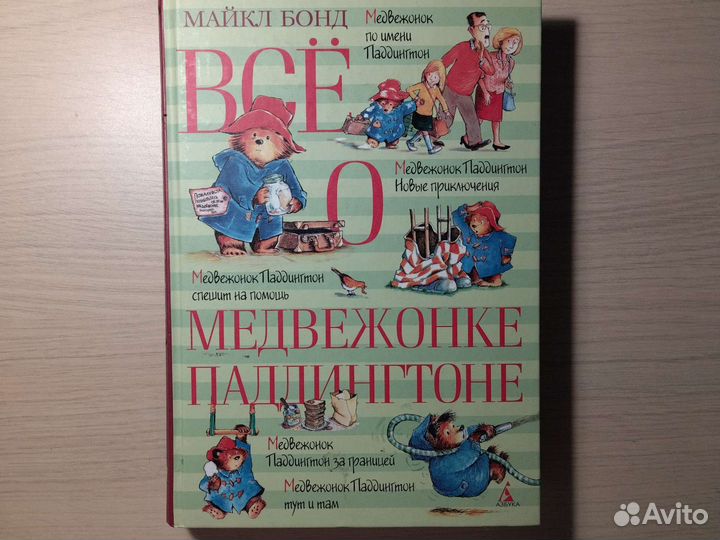 МАЙКЛ БОНД
Медвежонок
по имени
Паддингтон
ВСЁ
О
Медвежонок Паддингтон
Новые приключения
Медвежонок Паддингтон
спешит на помощь
МЕДВЕЖОНКЕ
ПАДДИНГТОНЕ
Медвежонок
Паддингтон за границей
Медвежонок Паддингтон
тут и там
АЗБУКА
Avito